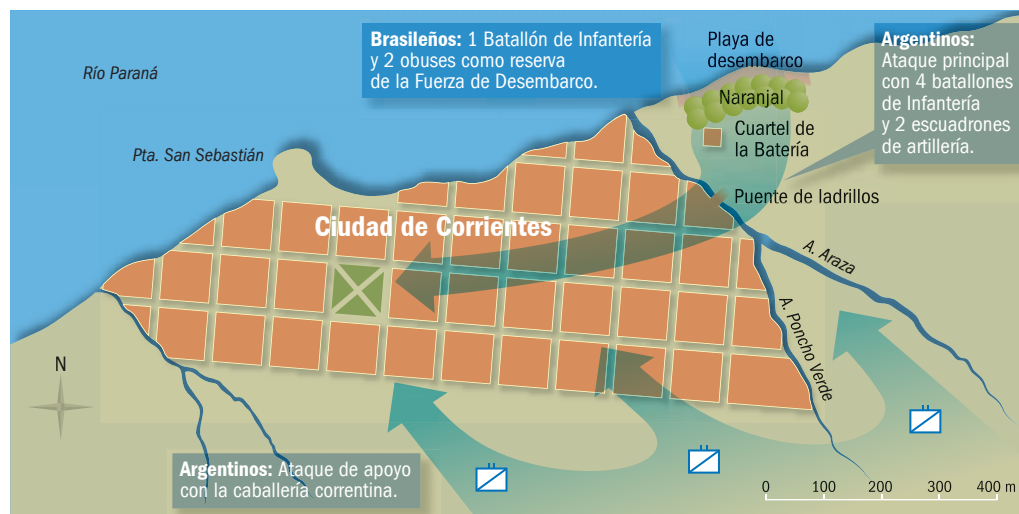 Brasileños: 1 Batallón de Infantería
y 2 obuses como reserva
de la Fuerza de Desembarco.
Playa de
desembarco
Argentinos:
Ataque principal
con 4 batallones
de Infantería
y 2 escuadrones
de artillería.
Río Paraná
Naranjal
Cuartel de
la Batería
Pta. San Sebastián
Puente de ladrillos
Ciudad de Corrientes
A. Araza
A. Poncho Verde
N
Argentinos: Ataque de apoyo
con la caballería correntina.
0 100 200 300 400 m